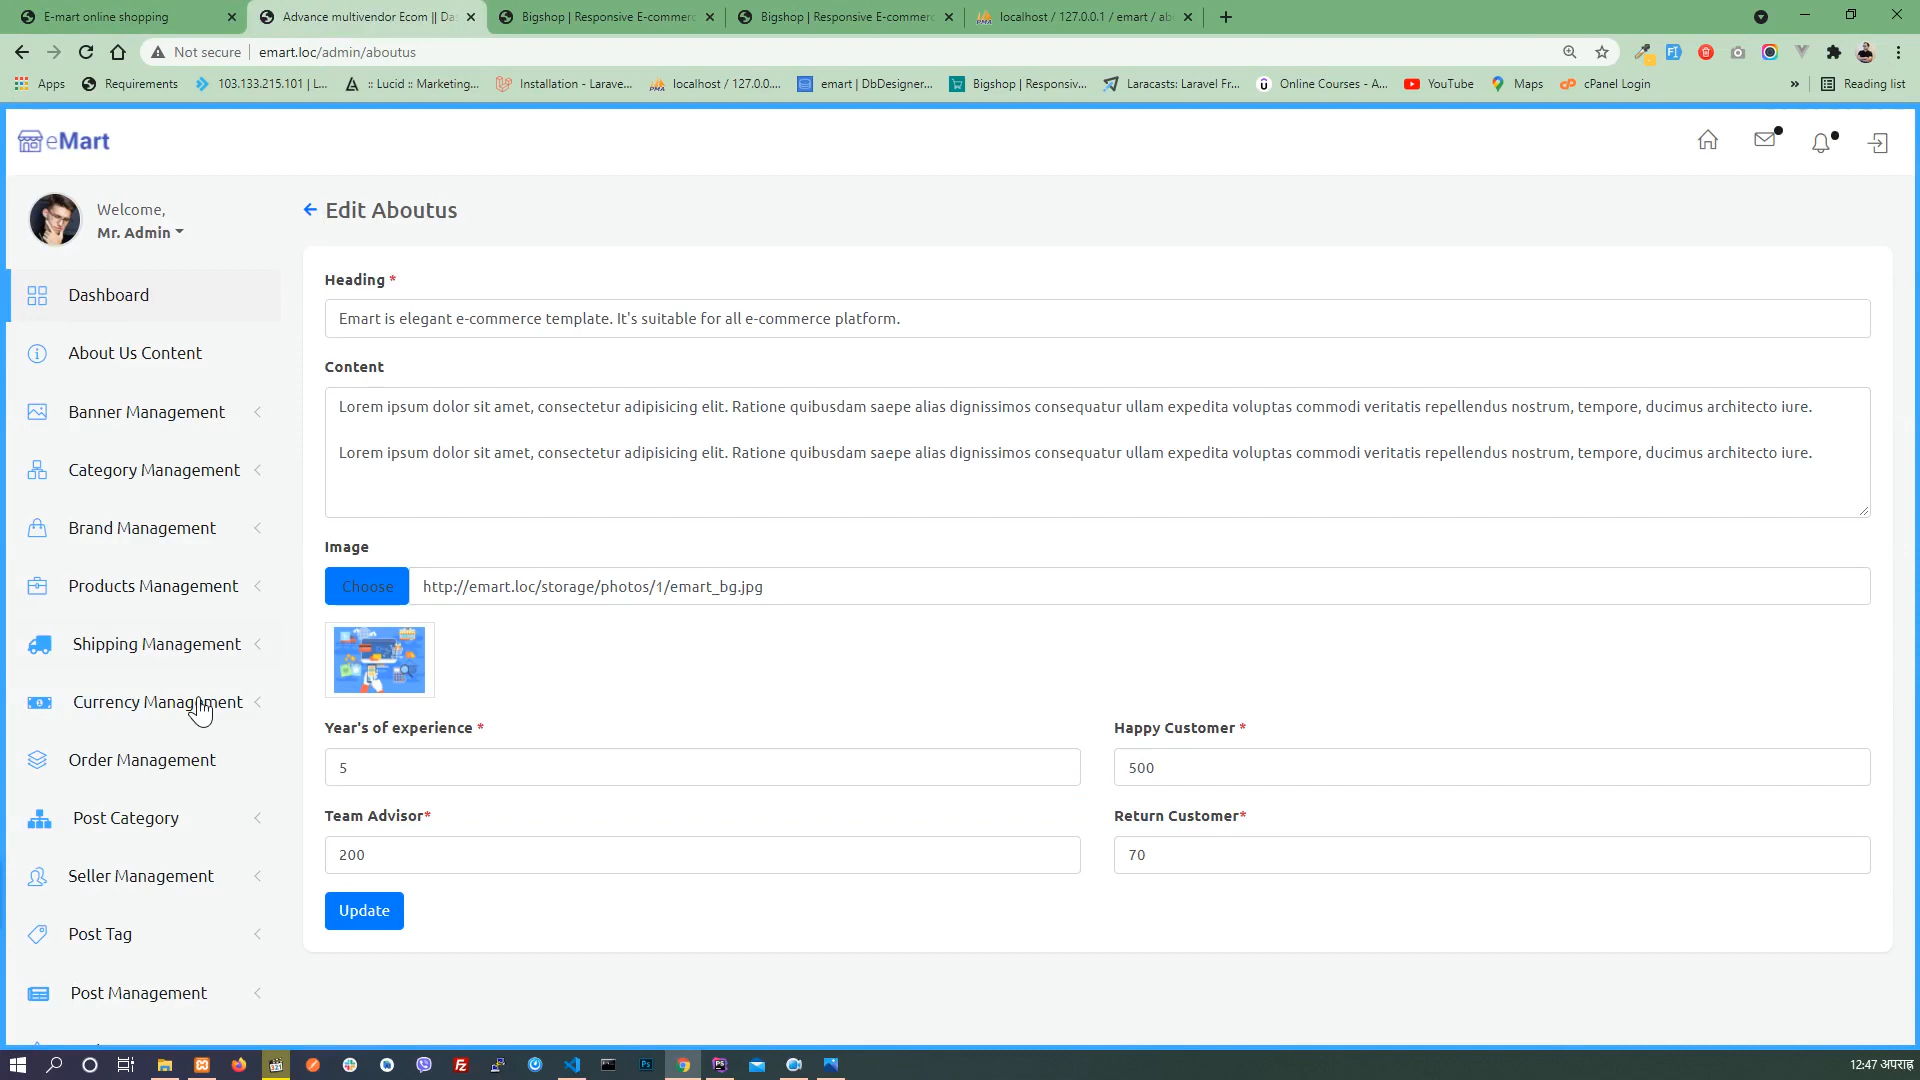 E-mart online shopping
Advance multivendor Ecom || Da
Bigshop | Responsive E-commerc
Bigshop | Responsive E-commerc
localhost / 127.0.0.1 / emart / ab
Not secure
emart.loc/admin/aboutus
Apps
Requirements
103.133.215.101 | L...
:: Lucid :: Marketing...
Installation - Larave...
localhost / 127.0.0....
emart | DbDesigner...
Bigshop | Responsiv...
Laracasts: Laravel Fr...
Online Courses - A...
YouTube
Maps
cPanel Login
»
Reading list
eMart
Welcome,
Mr. Admin
Dashboard
About Us Content
Banner Management
Category Management
Brand Management
Products Management
Shipping Management
Currency Management
Order Management
Post Category
Seller Management
Post Tag
Post Management
Edit Aboutus
Heading *
Emart is elegant e-commerce template. It's suitable for all e-commerce platform.
Content
Lorem ipsum dolor sit amet, consectetur adipisicing elit. Ratione quibusdam saepe alias dignissimos consequatur ullam expedita voluptas commodi veritatis repellendus nostrum, tempore, ducimus architecto iure.
Lorem ipsum dolor sit amet, consectetur adipisicing elit. Ratione quibusdam saepe alias dignissimos consequatur ullam expedita voluptas commodi veritatis repellendus nostrum, tempore, ducimus architecto iure.
Image
Choose
http://emart.loc/storage/photos/1/emart_bg.jpg
Year's of experience *
Happy Customer *
5
500
Team Advisor*
Return Customer*
200
70
Update
12:47 अपराह्न